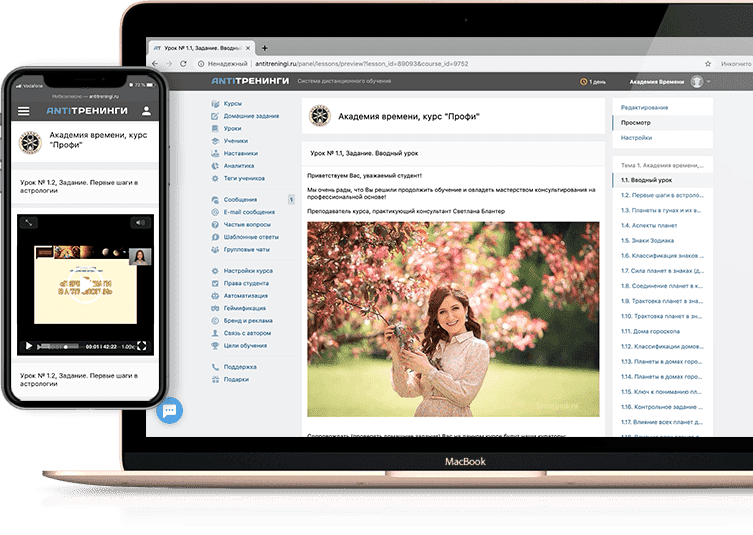 Vodafone
72 %
Небезопасно — antitreningi.ru
ANTIТРЕНИНГИ
Академия времени, курс
"Профи"
Урок № 1.2, Задание. Первые шаги в
астрологии
00:01 / 42:22 1.00x
Урок № 1.2, Задание. Первые шаги в
астрологии
Урок № 1.1, Задание. Вводный
Ненадежный antitreningi.ru/panel/lessons/preview?lesson_id=89093&course_id=9752
Инкогнито
ANTIТРЕНИНГИ Система дистанционного обучения
1 день
Академия Времени
Курсы
Домашние задания
Уроки
Ученики
Наставники
Аналитика
Теги учеников
Сообщения 1
E-mail сообщения
Частые вопросы
Шаблонные ответы
Групповые чаты
Настройки курса
Права студента
Автоматизация
Геймификация
Бренд и реклама
Связь с автором
Цели обучения
Поддержка
Подарки
Академия времени, курс "Профи"
Урок № 1.1, Задание. Вводный урок
Приветствуем Вас, уважаемый студент!
Мы очень рады, что Вы решили продолжить обучение и овладеть мастерством консультирования на
профессиональной основе!
Преподаватель курса, практикующий консультант Светлана Блантер
Сопровождать (проверять домашние задания) Вас на данном курсе будут наши кураторы:
Редактирование
Просмотр
Настройки
Тема 1. Академия времени,...
1.1. Вводный урок
1.2. Первые шаги в астроло...
1.3. Планеты в гунах и их в...
1.4. Аспекты планет
1.5. Знаки Зодиака
1.6. Классификация знаков ...
1.7. Сила планет в знаках (д...
1.8. Соединение планет в к...
1.9. Трактовка планет в зна...
1.10. Трактовка планет в зн...
1.11. Дома гороскопа
1.12. Классификации домов...
1.13. Планеты в домах горо...
1.14. Планеты в домах горо...
1.15. Ключ к пониманию пл...
1.16. Контрольное задание ...
1.17. Влияние всех планет д...
MacBook